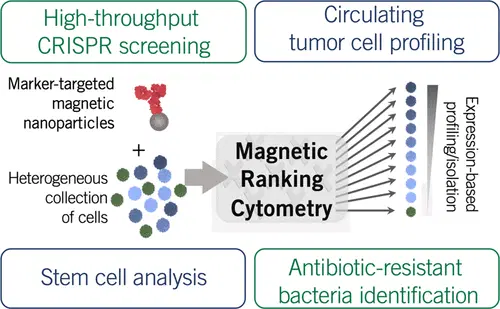 High-throughput
CRISPR screening
Circulating
tumor cell profiling
Marker-targeted
magnetic
nanoparticles
+
Heterogeneous
collection
of cells
Magnetic
Ranking
Cytometry
Expression-based
profiling/isolation
Stem cell analysis
Antibiotic-resistant
bacteria identification